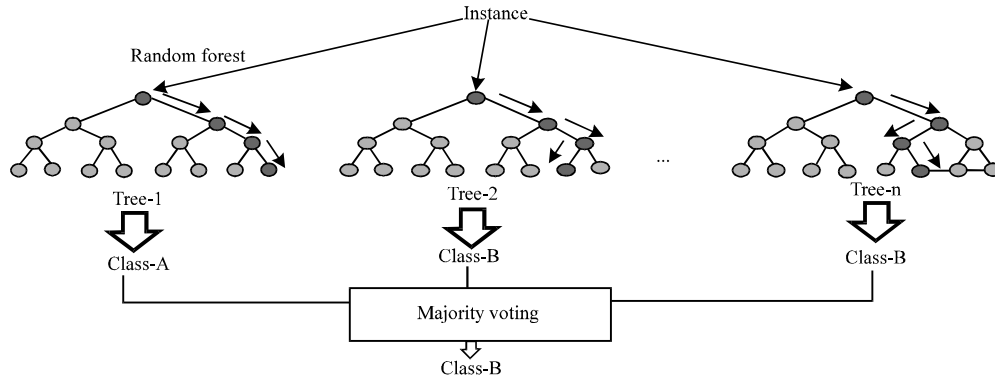 Instance
Random forest
...
Tree-1
Tree-2
Tree-n
Class-A
Class-B
Class-B
Majority voting
Class-B